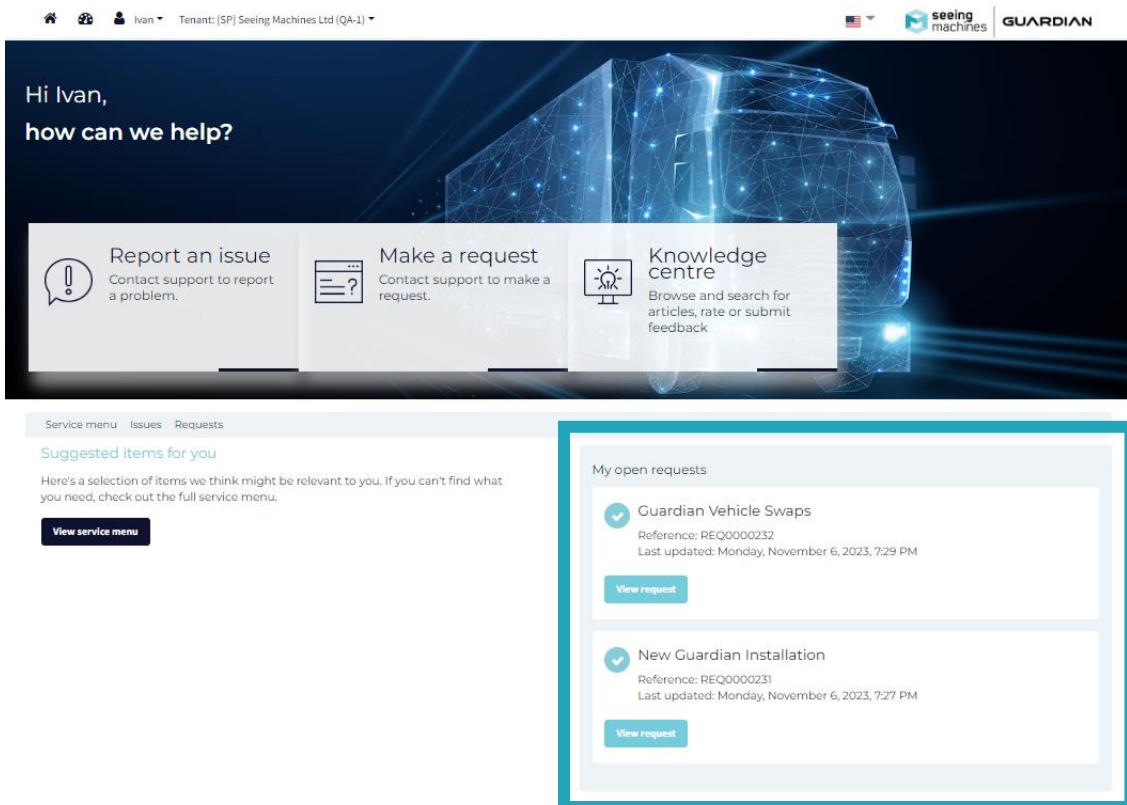 Ivan
Tenant: [SP] Seeing Machines Ltd (QA-1)
seeing machines
GUARDIAN
Hi Ivan,
how can we help?
Report an issue
Contact support to report
a problem.
Make a request
Contact support to make a
request.
Knowledge
centre
Browse and search for
articles, rate or submit
feedback
Service menu Issues Requests
Suggested items for you
Here's a selection of items we think might be relevant to you. If you can't find what
you need, check out the full service menu.
View service menu
My open requests
Guardian Vehicle Swaps
Reference: REQ0000232
Last updated: Monday, November 6, 2023, 7:29 PM
View request
New Guardian Installation
Reference: REQ0000231
Last updated: Monday, November 6, 2023, 7:27 PM
View request